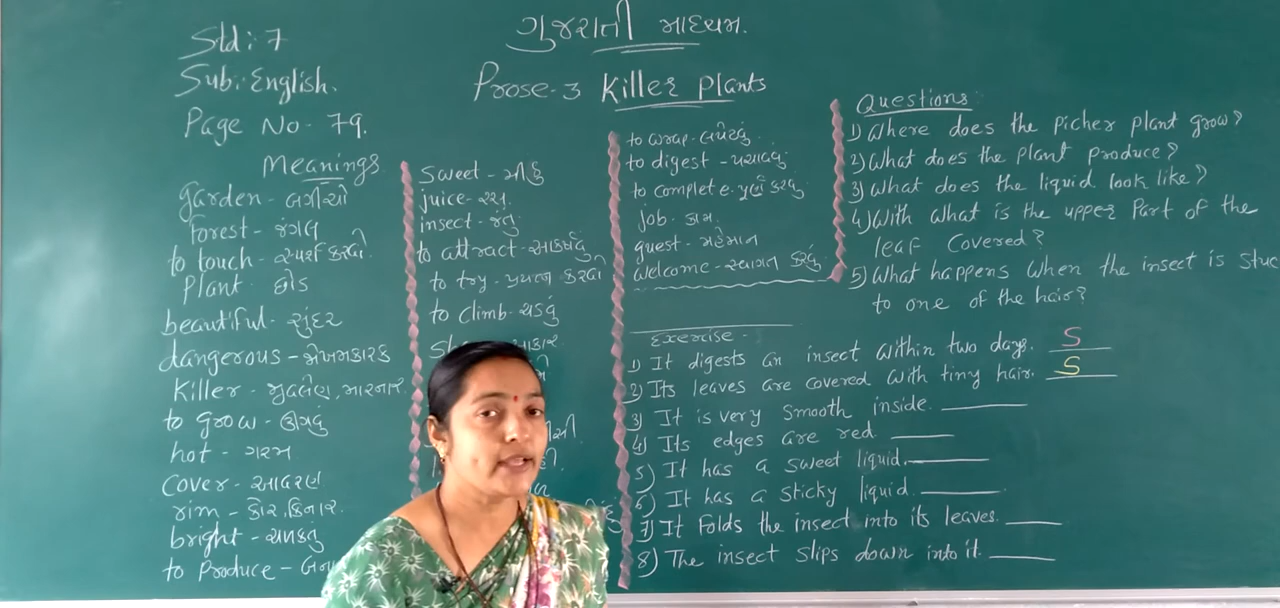 ગુજરાતી માધ્યમ.
Std: 7
Sub: English.
Page No- 79.
Prose-3 Killer plants
Meanings
garden - બગીચો
forest - જંગલ
to touch - સ્પર્શ કરવો.
Plant - છોડ
beautiful - સુંદર
dangerous - જોખમકારક
Killer - મારનાર
to grow - ઊગવું
hot - ગરમ
cover - આવરણ
rim - કોર, કિનાર.
bright - ચમકતું
to Produce -
Sweet - મીઠું
juice - રસ.
insect - જંતુ.
to attract - આકર્ષવું
to try - પ્રયત્ન કરવો
to climb - ચડવું
આકાર
to wrap - લપેટવું.
to digest - પચાવવું
to complete - પૂર્ણ કરવું
job - કામ.
guest - મહેમાન
welcome - સ્વાગત કરવું
Questions:
1) Where does the picher plant grow?
2) What does the plant produce?
3) What does the liquid look like?
4) With what is the upper Part of the
leaf Covered?
5) What happens when the insect is stuc
to one of the hair?
Exercise -
1) It digests an insect within two days. S
2) Its leaves are covered with tiny hair. S
3) It is very smooth inside.
4) Its edges are red
5) It has a sweet liquid.
6) It has a sticky liquid.
7) It Folds the insect into its leaves.
8) The insect slips down into it.